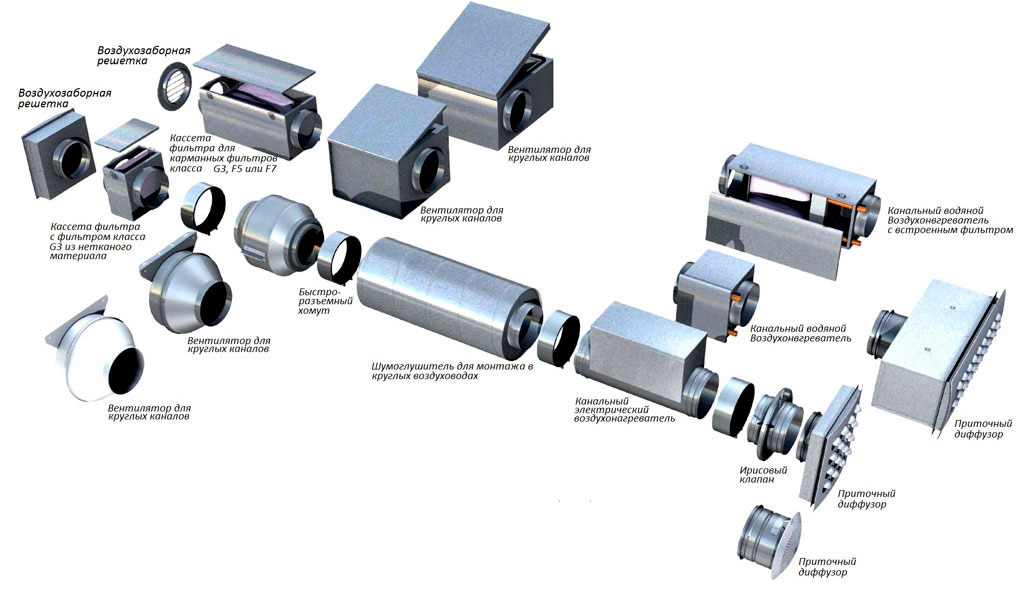 Воздухозаборная
решетка
Воздухозаборная
решетка
Кассета
фильтра для
карманных фильтров
класса G3, F5 или F7
Вентилятор для
круглых каналов
Вентилятор для
круглых каналов
Кассета фильтра
с фильтром класса
G3 из нетканого
материала
Канальный водяной
Воздухонвгреватель
с встроенным фильтром
Быстро-
разъемный
хомут
Вентилятор для
круглых каналов
Канальный водяной
Воздухонвгреватель
Шумоглушитель для монтажа в
круглых воздуховодах
Вентилятор для
круглых каналов
Канальный
электрический
воздухонагреватель
Приточный
диффузор
Ирисовый
клапан
Приточный
диффузор
Приточный
диффузор